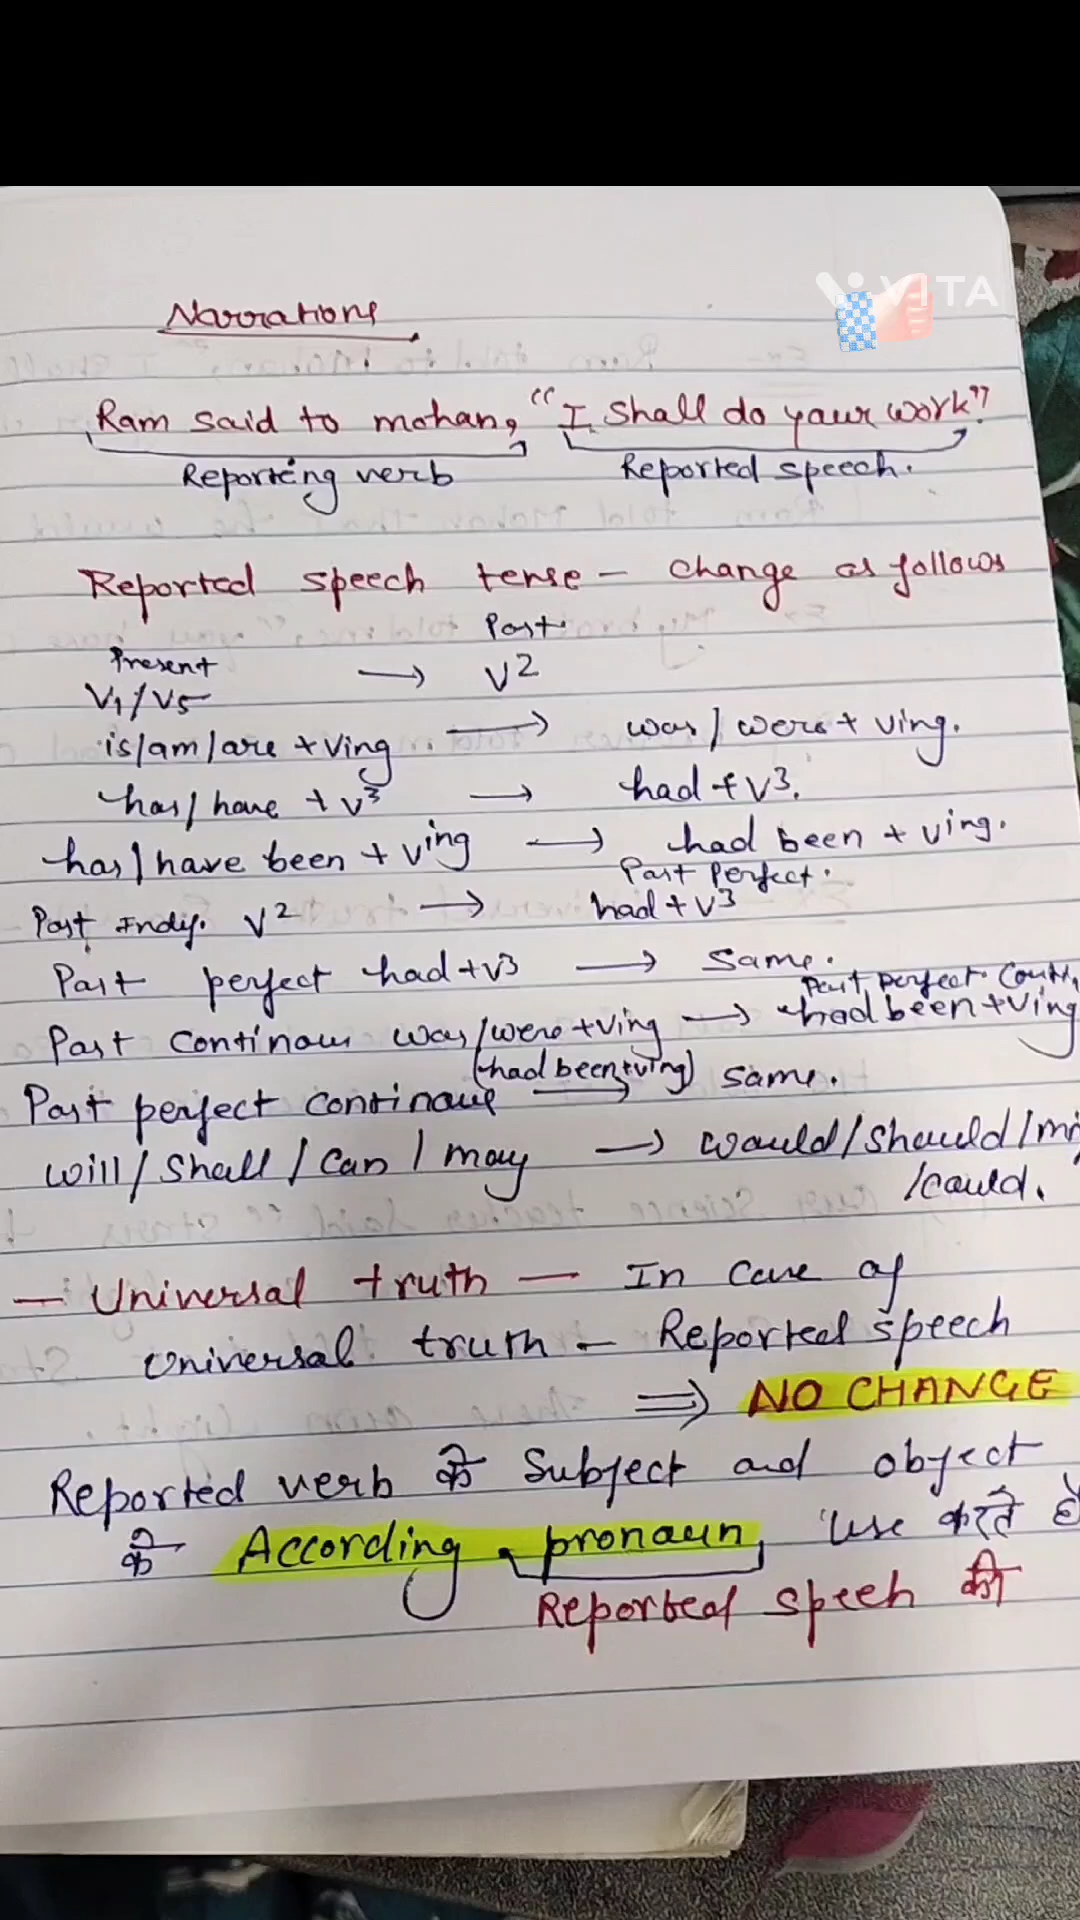 VITA
Narrations
Ram said to mohan, "I shall do your work"
Reporting verb Reported speech.
Reported speech tense - change as follows
Present Past.
V1/V5 → V2
is/am/are + Ving. → was/were + Ving.
has/have + V3 → had + V3.
has/have been + Ving → had been + Ving.
Past Perfect.
Past Indf. V2 → had + V3
Past perfect had+V3 → same.
Past perfect Conti.
Past Continous was/were+Ving → had been+Ving
(had been+Ving)
Past perfect continous → same.
will/shall/can/may → would/should/mi
/could.
- Universal truth - In case of
universal truth - Reported speech
⇒ NO CHANGE
Reported verb के Subject and object
के According pronoun use करते है
Reported speeh की